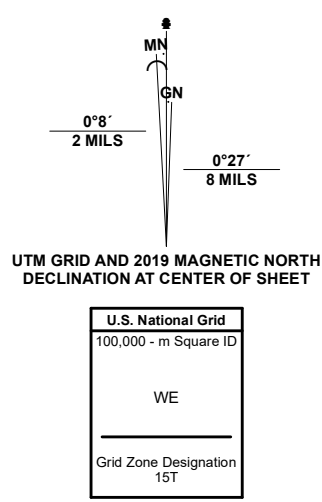 MN
GN
0°8´
2 MILS
0°27´
8 MILS
UTM GRID AND 2019 MAGNETIC NORTH
DECLINATION AT CENTER OF SHEET
U.S. National Grid
100,000 - m Square ID
WE
Grid Zone Designation
15T